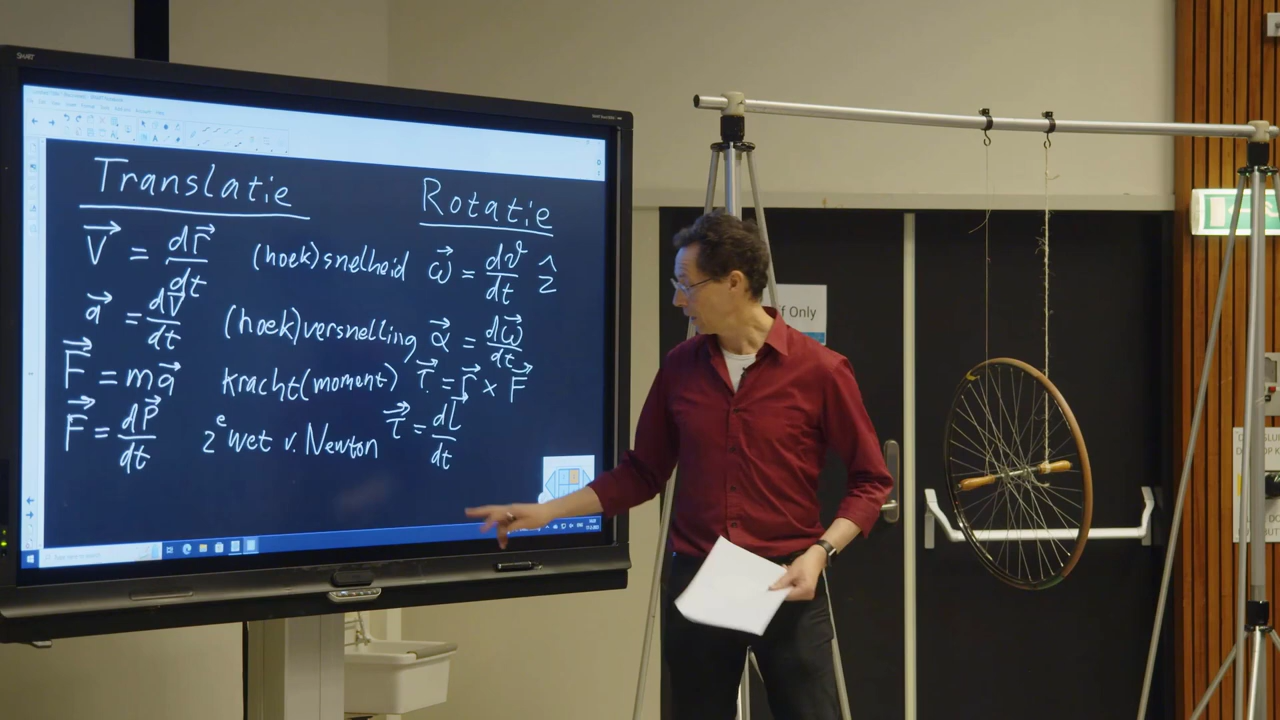 SMART
Translatie Rotatie
V⃗ = dr⃗/dt (hoek)snelheid ω⃗ = dϑ/dt ẑ
a⃗ = dv⃗/dt (hoek)versnelling α⃗ = dω⃗/dt
F⃗ = ma⃗ kracht(moment) τ⃗ = r⃗ × F⃗
F⃗ = dP⃗/dt 2e wet v. Newton τ⃗ = dL⃗/dt
Only